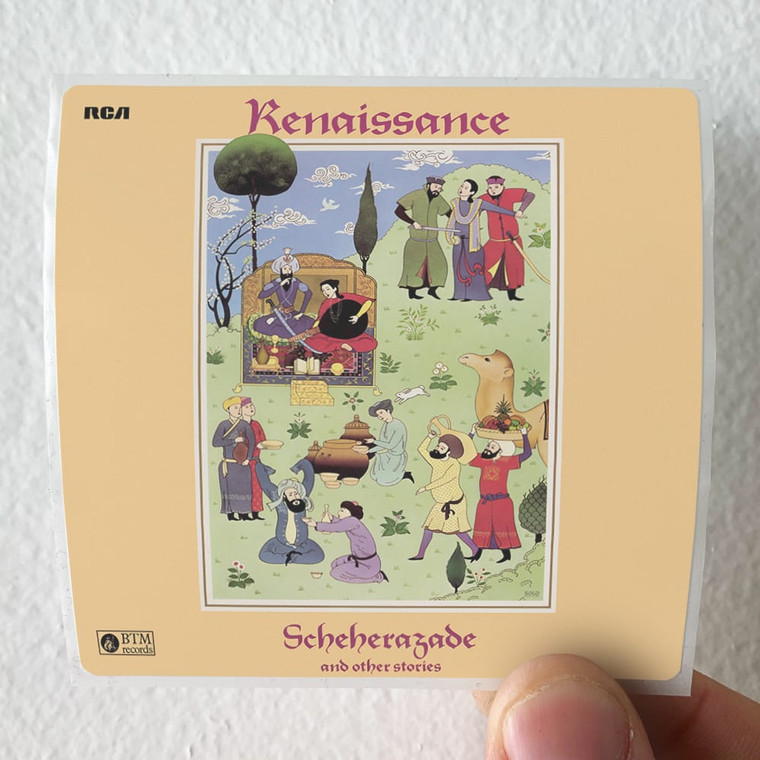 RCA
Renaissance
Scheherazade
and other stories
BTM
records